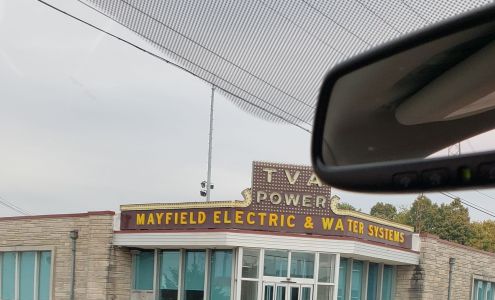 TVA
POWER
MAYFIELD ELECTRIC & WATER SYSTEMS